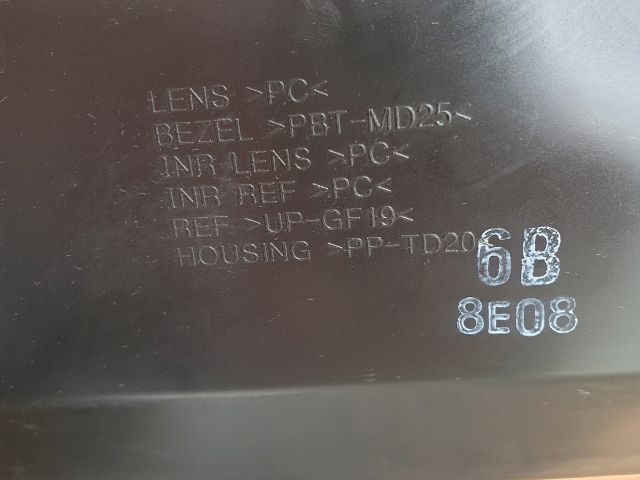 LENS >PC<
BEZEL >PBT-MD25<
INR LENS >PC<
INR REF >PC<
REF >UP-GF19<
HOUSING >PP-TD20<
6B
8E08